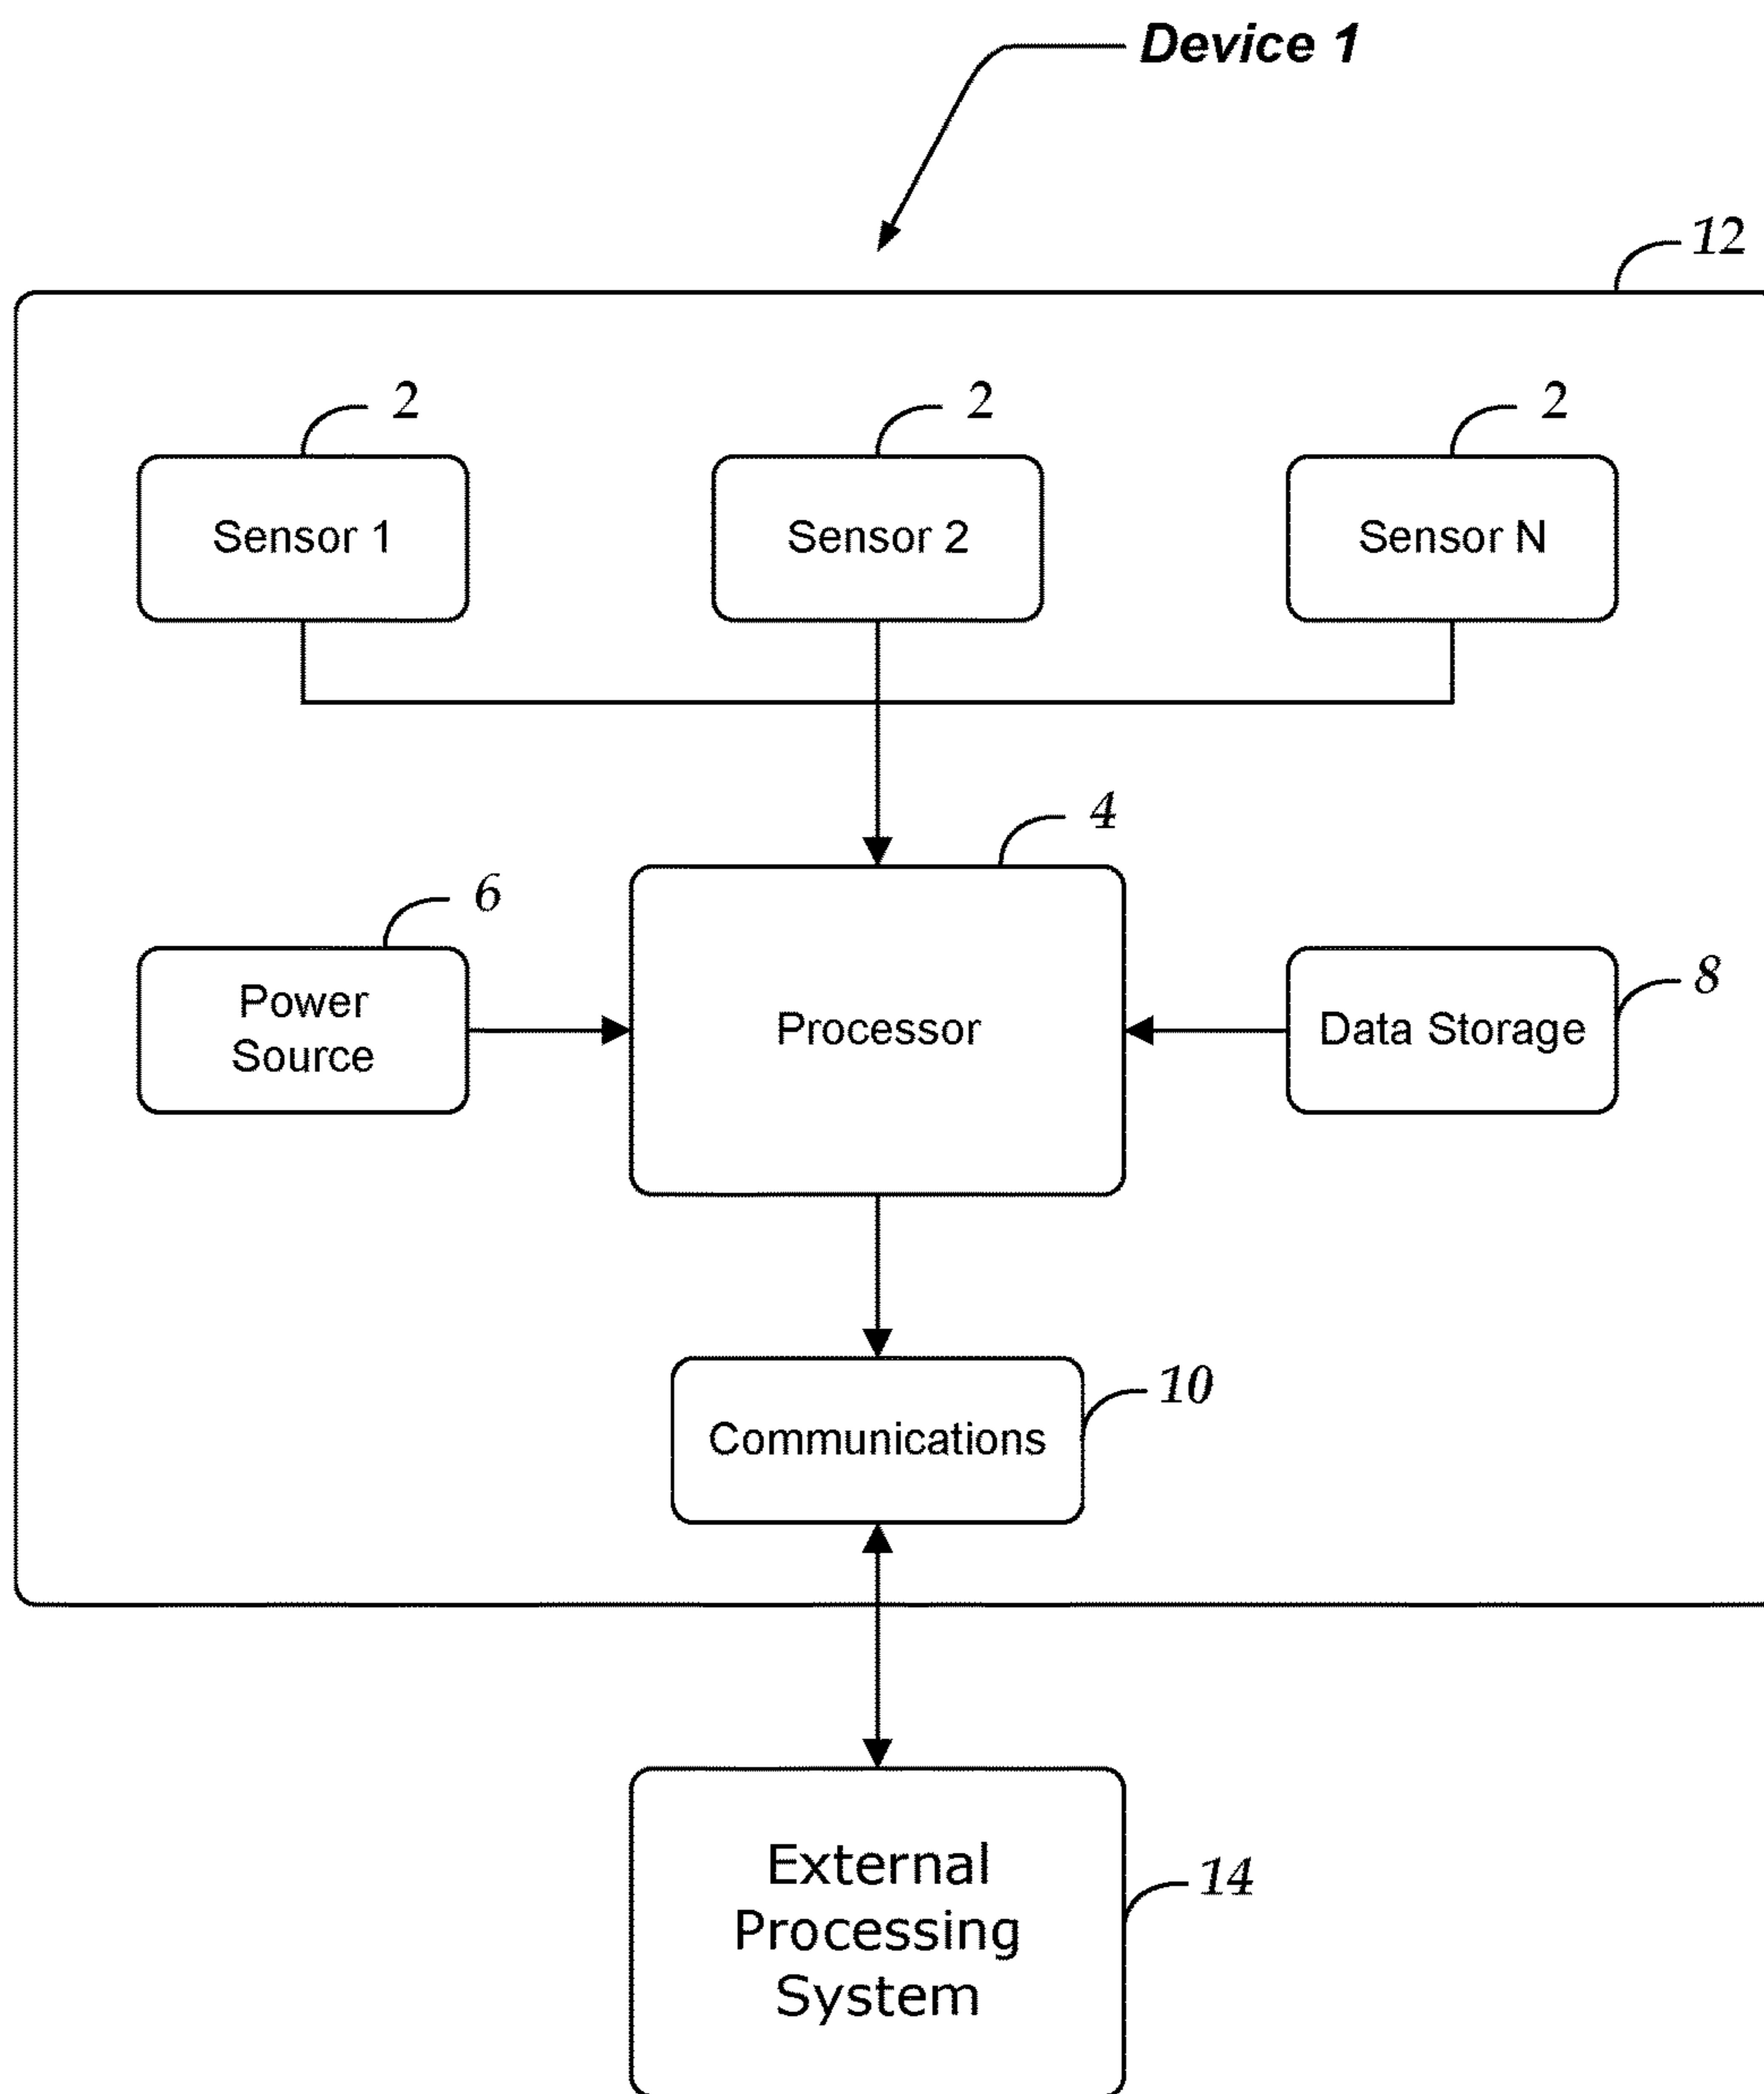 Device 1
12
2
2
2
Sensor 1
Sensor 2
Sensor N
4
6
Power
Source
Processor
8
Data Storage
10
Communications
External
Processing
System
14